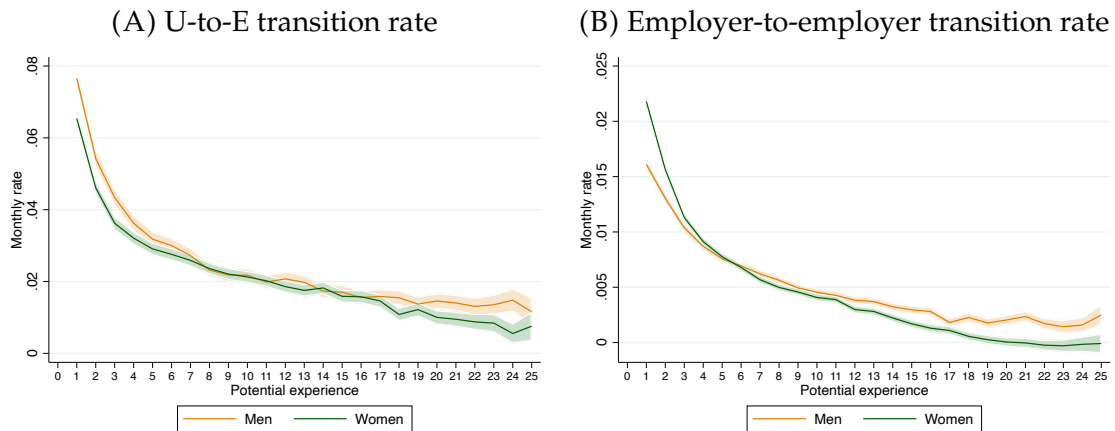 (A) U-to-E transition rate
.08
.06
.04
.02
0
Monthly rate
0 1 2 3 4 5 6 7 8 9 10 11 12 13 14 15 16 17 18 19 20 21 22 23 24 25
Potential experience
Men Women
(B) Employer-to-employer transition rate
.025
.02
.015
.01
.005
0
Monthly rate
0 1 2 3 4 5 6 7 8 9 10 11 12 13 14 15 16 17 18 19 20 21 22 23 24 25
Potential experience
Men Women